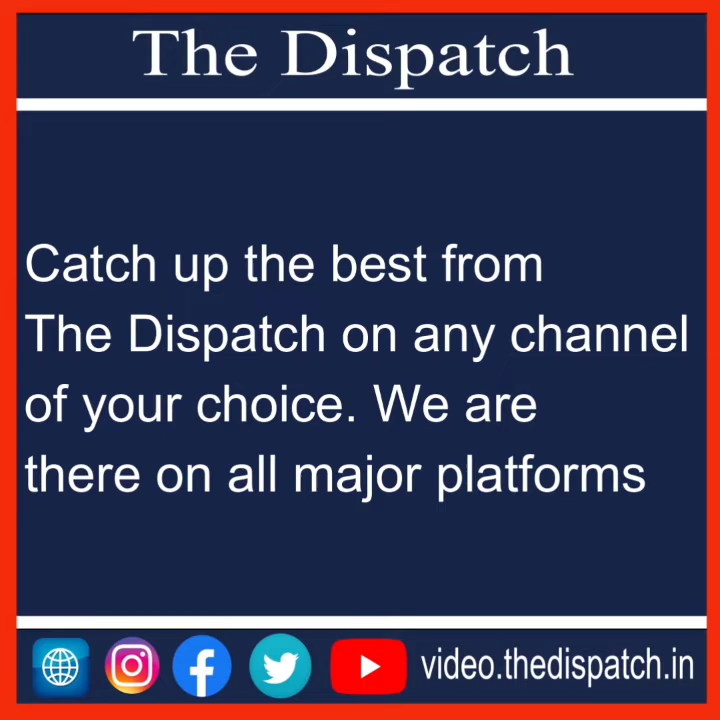 The Dispatch
Catch up the best from
The Dispatch on any channel
of your choice. We are
there on all major platforms
video.thedispatch.in